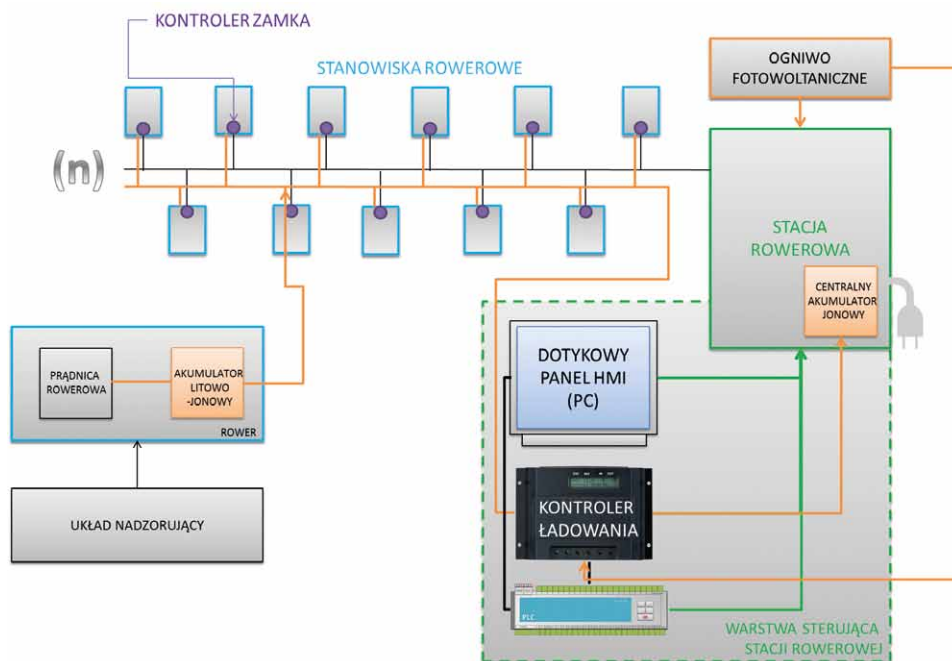 KONTROLER ZAMKA
STANOWISKA ROWEROWE
OGNIWO
FOTOWOLTANICZNE
(n)
STACJA
ROWEROWA
CENTRALNY
AKUMULATOR
JONOWY
DOTYKOWY
PANEL HMI
(PC)
PRĄDNICA
ROWEROWA
AKUMULATOR
LITOWO
-JONOWY
ROWER
UKŁAD NADZORUJĄCY
KONTROLER
ŁADOWANIA
PLC
WARSTWA STERUJĄCA
STACJI ROWEROWEJ